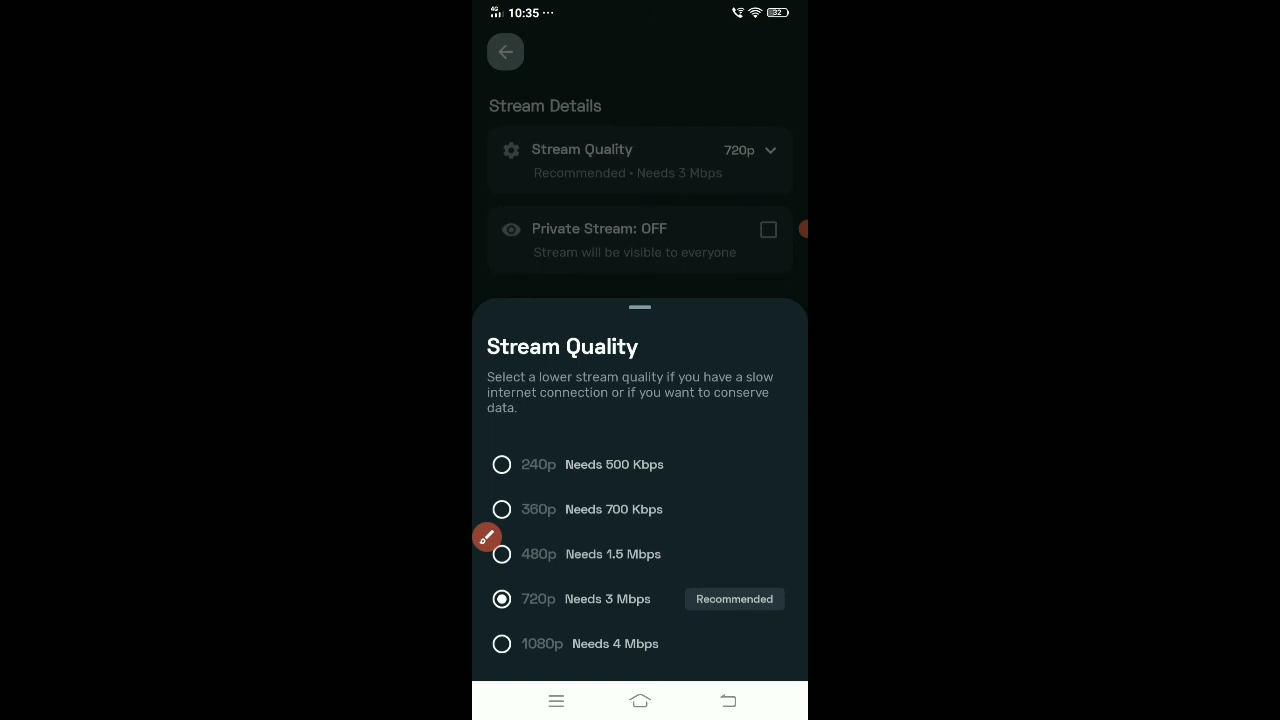 4G 10:35 ••• 32
Stream Details
Stream Quality 720p
Recommended • Needs 3 Mbps
Private Stream: OFF
Stream will be visible to everyone
Stream Quality
Select a lower stream quality if you have a slow
internet connection or if you want to conserve
data.
240p Needs 500 Kbps
360p Needs 700 Kbps
480p Needs 1.5 Mbps
720p Needs 3 Mbps Recommended
1080p Needs 4 Mbps